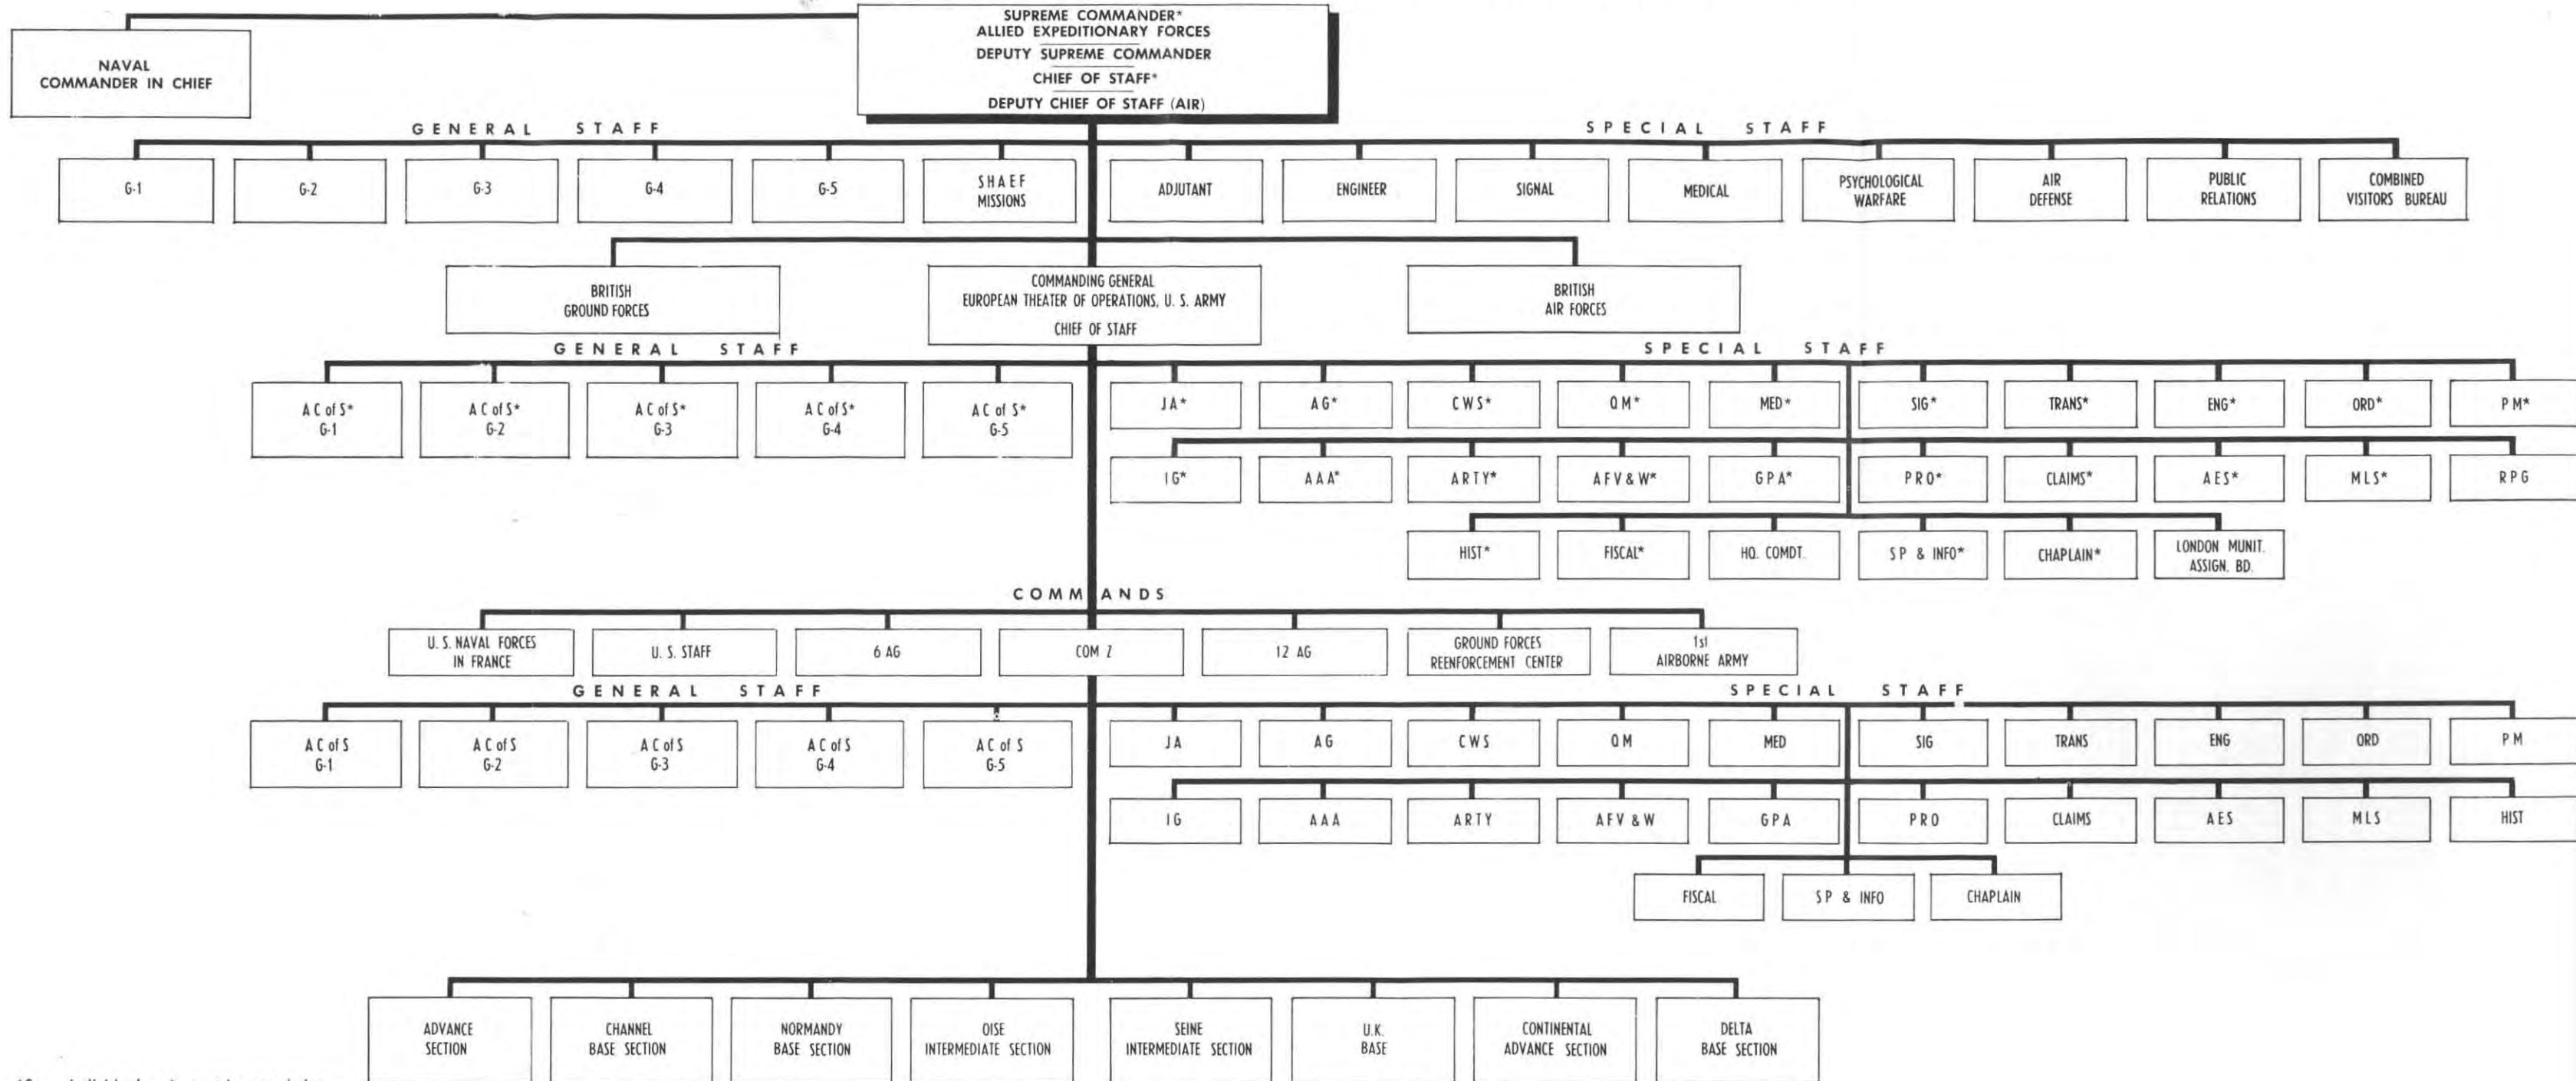 SUPREME COMMANDER*
ALLIED EXPEDITIONARY FORCES
DEPUTY SUPREME COMMANDER
CHIEF OF STAFF*
DEPUTY CHIEF OF STAFF (AIR)
NAVAL
COMMANDER IN CHIEF
GENERAL STAFF
SPECIAL STAFF
G-1
G-2
G-3
G-4
G-5
SHAEF
MISSIONS
ADJUTANT
ENGINEER
SIGNAL
MEDICAL
PSYCHOLOGICAL
WARFARE
AIR
DEFENSE
PUBLIC
RELATIONS
COMBINED
VISITORS BUREAU
BRITISH
GROUND FORCES
COMMANDING GENERAL
EUROPEAN THEATER OF OPERATIONS, U. S. ARMY
CHIEF OF STAFF
BRITISH
AIR FORCES
GENERAL STAFF
SPECIAL STAFF
A C of S*
G-1
A C of S*
G-2
A C of S*
G-3
A C of S*
G-4
A C of S*
G-5
JA*
AG*
CWS*
QM*
MED*
SIG*
TRANS*
ENG*
ORD*
PM*
IG*
AAA*
ARTY*
AFV & W*
GPA*
PRO*
CLAIMS*
AES*
MLS*
RPG
HIST*
FISCAL*
HQ. COMDT.
SP & INFO*
CHAPLAIN*
LONDON MUNIT.
ASSIGN. BD.
COMMANDS
U. S. NAVAL FORCES
IN FRANCE
U. S. STAFF
6 AG
COM Z
12 AG
GROUND FORCES
REENFORCEMENT CENTER
1st
AIRBORNE ARMY
GENERAL STAFF
SPECIAL STAFF
A C of S
G-1
A C of S
G-2
A C of S
G-3
A C of S
G-4
A C of S
G-5
JA
AG
CWS
QM
MED
SIG
TRANS
ENG
ORD
PM
IG
AAA
ARTY
AFV & W
GPA
PRO
CLAIMS
AES
MLS
HIST
FISCAL
SP & INFO
CHAPLAIN
ADVANCE
SECTION
CHANNEL
BASE SECTION
NORMANDY
BASE SECTION
OISE
INTERMEDIATE SECTION
SEINE
INTERMEDIATE SECTION
U.K.
BASE
CONTINENTAL
ADVANCE SECTION
DELTA
BASE SECTION